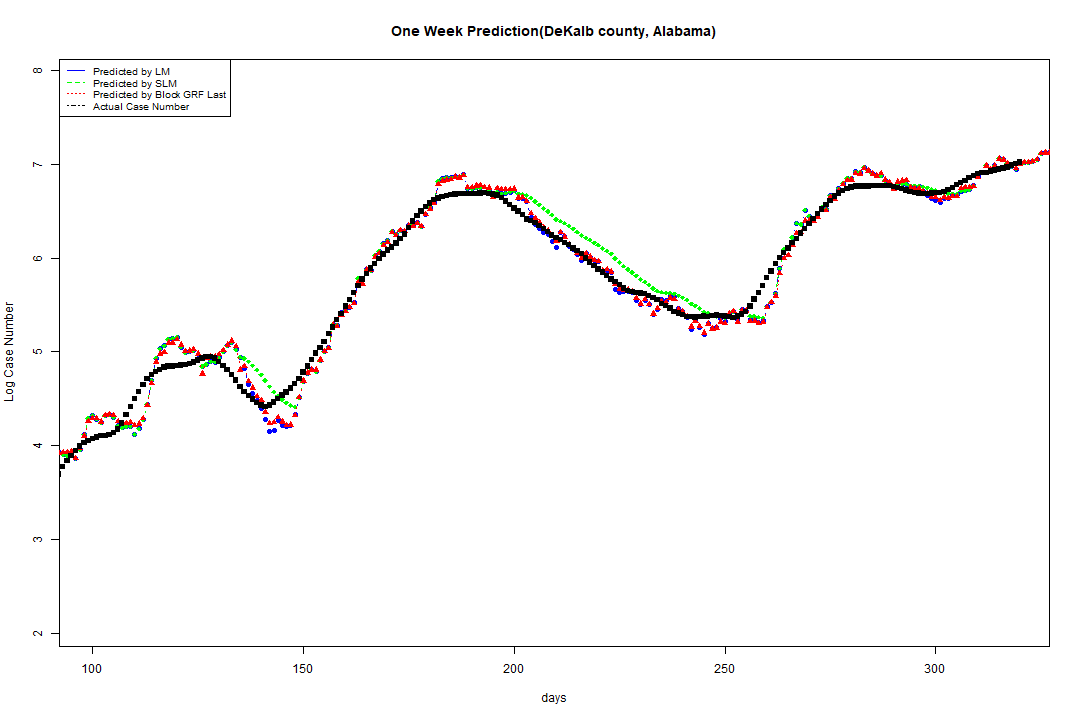 One Week Prediction(DeKalb county, Alabama)
Predicted by LM
Predicted by SLM
Predicted by Block GRF Last
Actual Case Number
8
7
6
5
4
3
2
Log Case Number
100 150 200 250 300
days